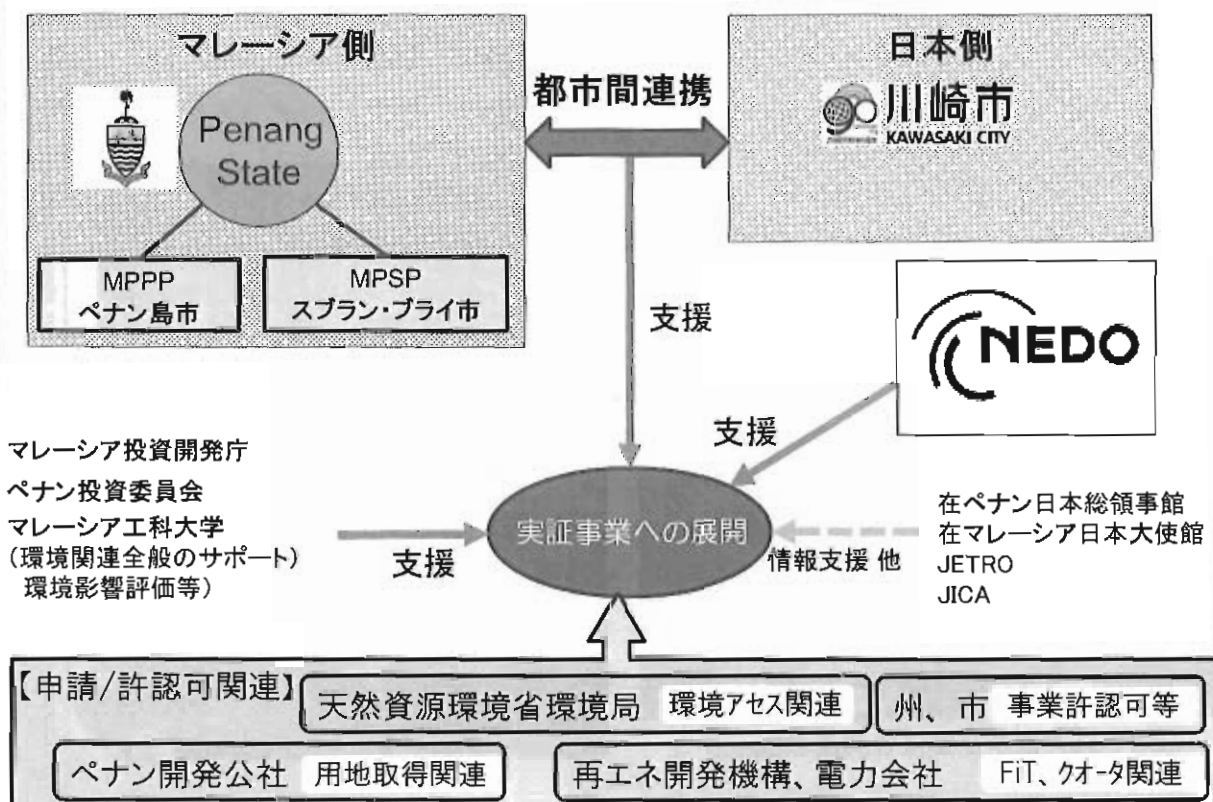 マレーシア側
Penang
State
MPPP
ペナン島市
MPSP
スブラン・プライ市
都市間連携
日本側
川崎市
KAWASAKI CITY
支援
NEDO
支援
マレーシア投資開発庁
ペナン投資委員会
マレーシア工科大学
(環境関連全般のサポート)
環境影響評価等)
支援
実証事業への展開
情報支援 他
在ペナン日本総領事館
在マレーシア日本大使館
JETRO
JICA
【申請/許認可関連】
天然資源環境省環境局 環境アセス関連
州、市 事業許認可等
ペナン開発公社 用地取得関連
再エネ開発機構、電力会社 FiT、クオータ関連